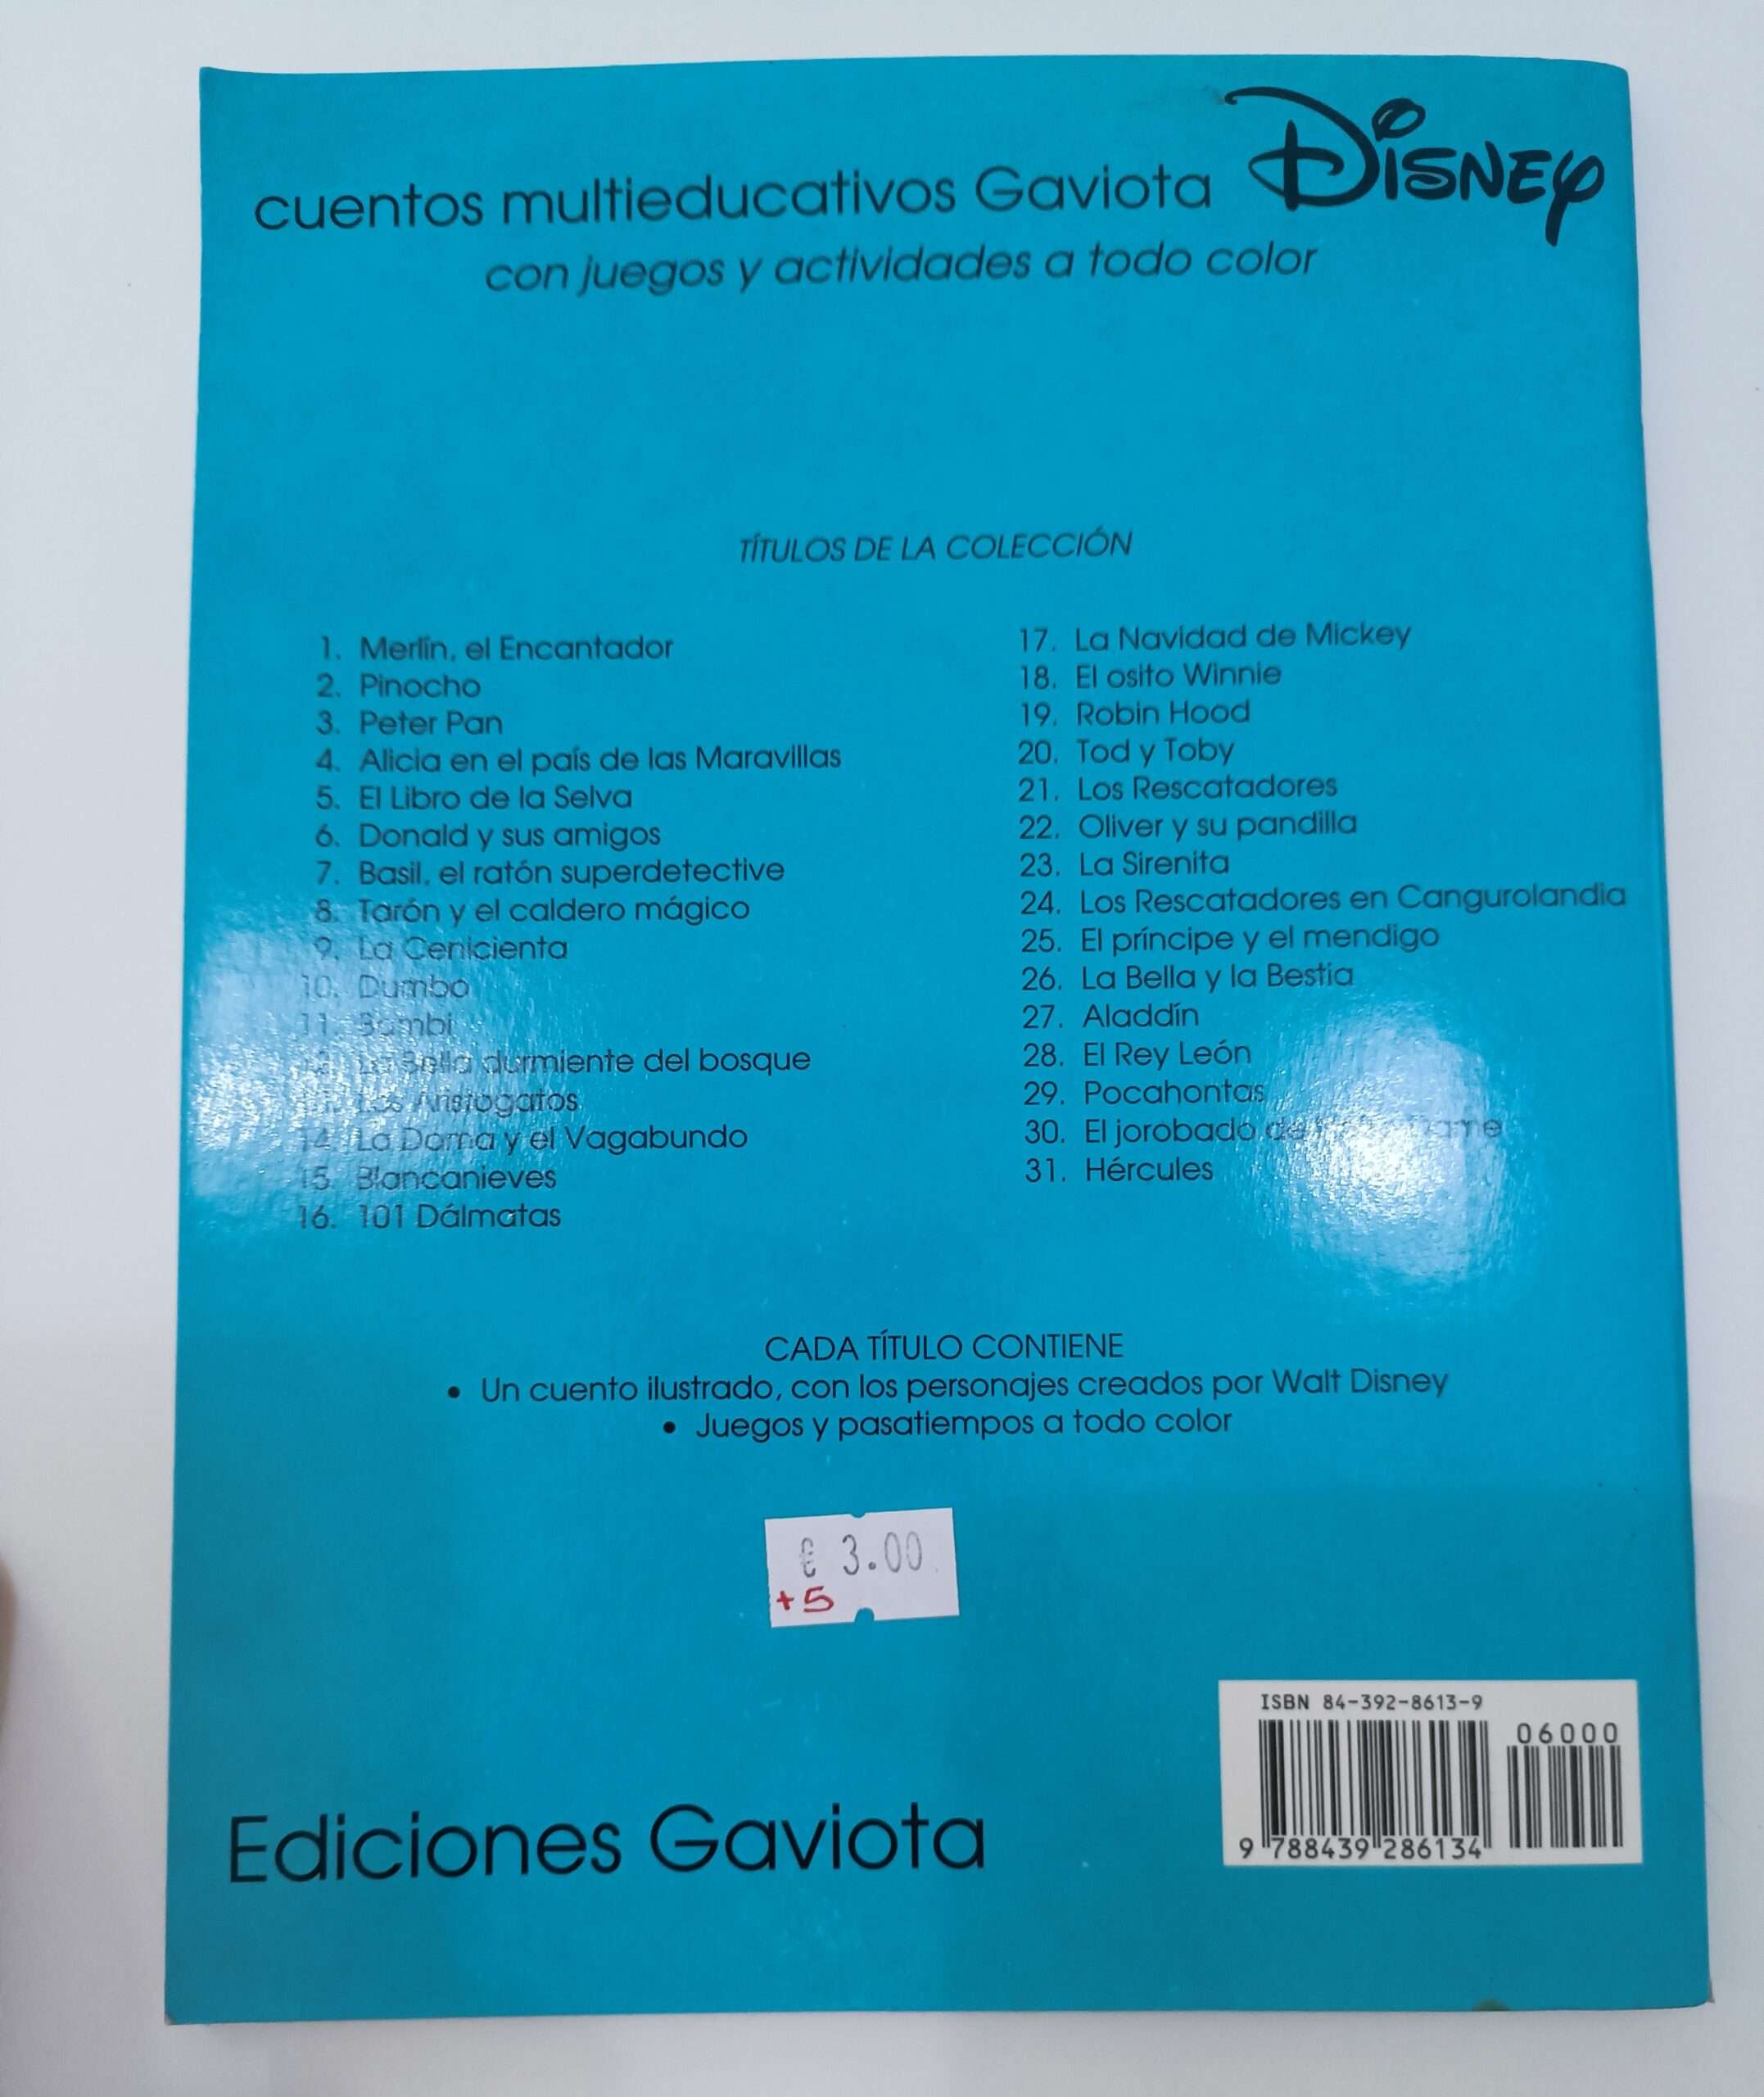 cuentos multieducativos Gaviota Disney
con juegos y actividades a todo color
TÍTULOS DE LA COLECCIÓN
1. Merlín, el Encantador
2. Pinocho
3. Peter Pan
4. Alicia en el país de las Maravillas
5. El Libro de la Selva
6. Donald y sus amigos
7. Basil, el ratón superdetective
8. Tarón y el caldero mágico
9. La Cenicienta
10. Dumbo
11. Bambi
12. La Bella durmiente del bosque
13. Los Aristogatos
14. La Dama y el Vagabundo
15. Blancanieves
16. 101 Dálmatas
17. La Navidad de Mickey
18. El osito Winnie
19. Robin Hood
20. Tod y Toby
21. Los Rescatadores
22. Oliver y su pandilla
23. La Sirenita
24. Los Rescatadores en Cangurolandia
25. El príncipe y el mendigo
26. La Bella y la Bestia
27. Aladdín
28. El Rey León
29. Pocahontas
30. El jorobado de
31. Hércules
CADA TÍTULO CONTIENE
• Un cuento ilustrado, con los personajes creados por Walt Disney
• Juegos y pasatiempos a todo color
€ 3.00
+5
ISBN 84-392-8613-9
06000
9 788439 286134
Ediciones Gaviota